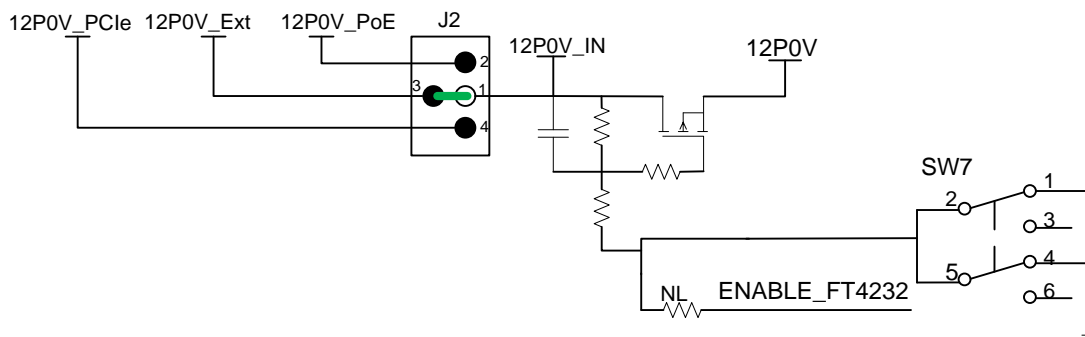 12P0V_PCIe 12P0V_Ext 12P0V_PoE J2
12P0V_IN 12P0V
2
3 1
4
SW7
1
2
3
4
5
6
NL ENABLE_FT4232